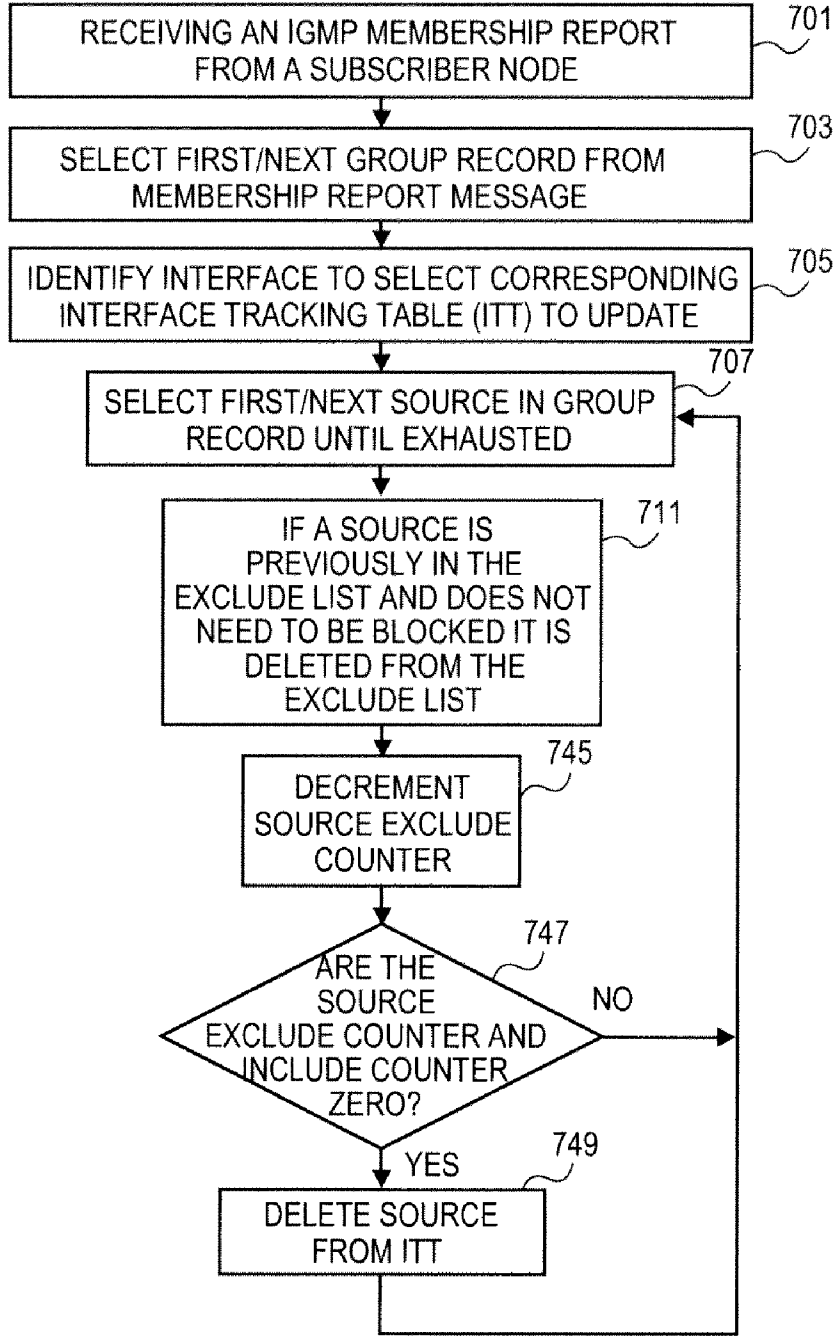 RECEIVING AN IGMP MEMBERSHIP REPORT
FROM A SUBSCRIBER NODE
701
SELECT FIRST/NEXT GROUP RECORD FROM
MEMBERSHIP REPORT MESSAGE
703
IDENTIFY INTERFACE TO SELECT CORRESPONDING
INTERFACE TRACKING TABLE (ITT) TO UPDATE
705
SELECT FIRST/NEXT SOURCE IN GROUP
RECORD UNTIL EXHAUSTED
707
IF A SOURCE IS
PREVIOUSLY IN THE
EXCLUDE LIST AND DOES NOT
NEED TO BE BLOCKED IT IS
DELETED FROM THE
EXCLUDE LIST
711
DECREMENT
SOURCE EXCLUDE
COUNTER
745
ARE THE
SOURCE
EXCLUDE COUNTER AND
INCLUDE COUNTER
ZERO?
747
NO
YES
DELETE SOURCE
FROM ITT
749